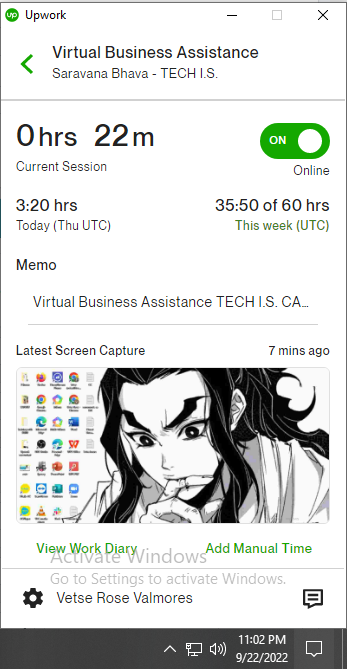 Upwork
Virtual Business Assistance
Saravana Bhava - TECH I.S.
0 hrs 22 m
ON
Current Session
Online
3:20 hrs
35:50 of 60 hrs
Today (Thu UTC)
This week (UTC)
Memo
Virtual Business Assistance TECH I.S. CA...
Latest Screen Capture
7 mins ago
View Work Diary
Add Manual Time
Activate Windows
Go to Settings to activate Windows.
Vetse Rose Valmores
11:02 PM
9/22/2022